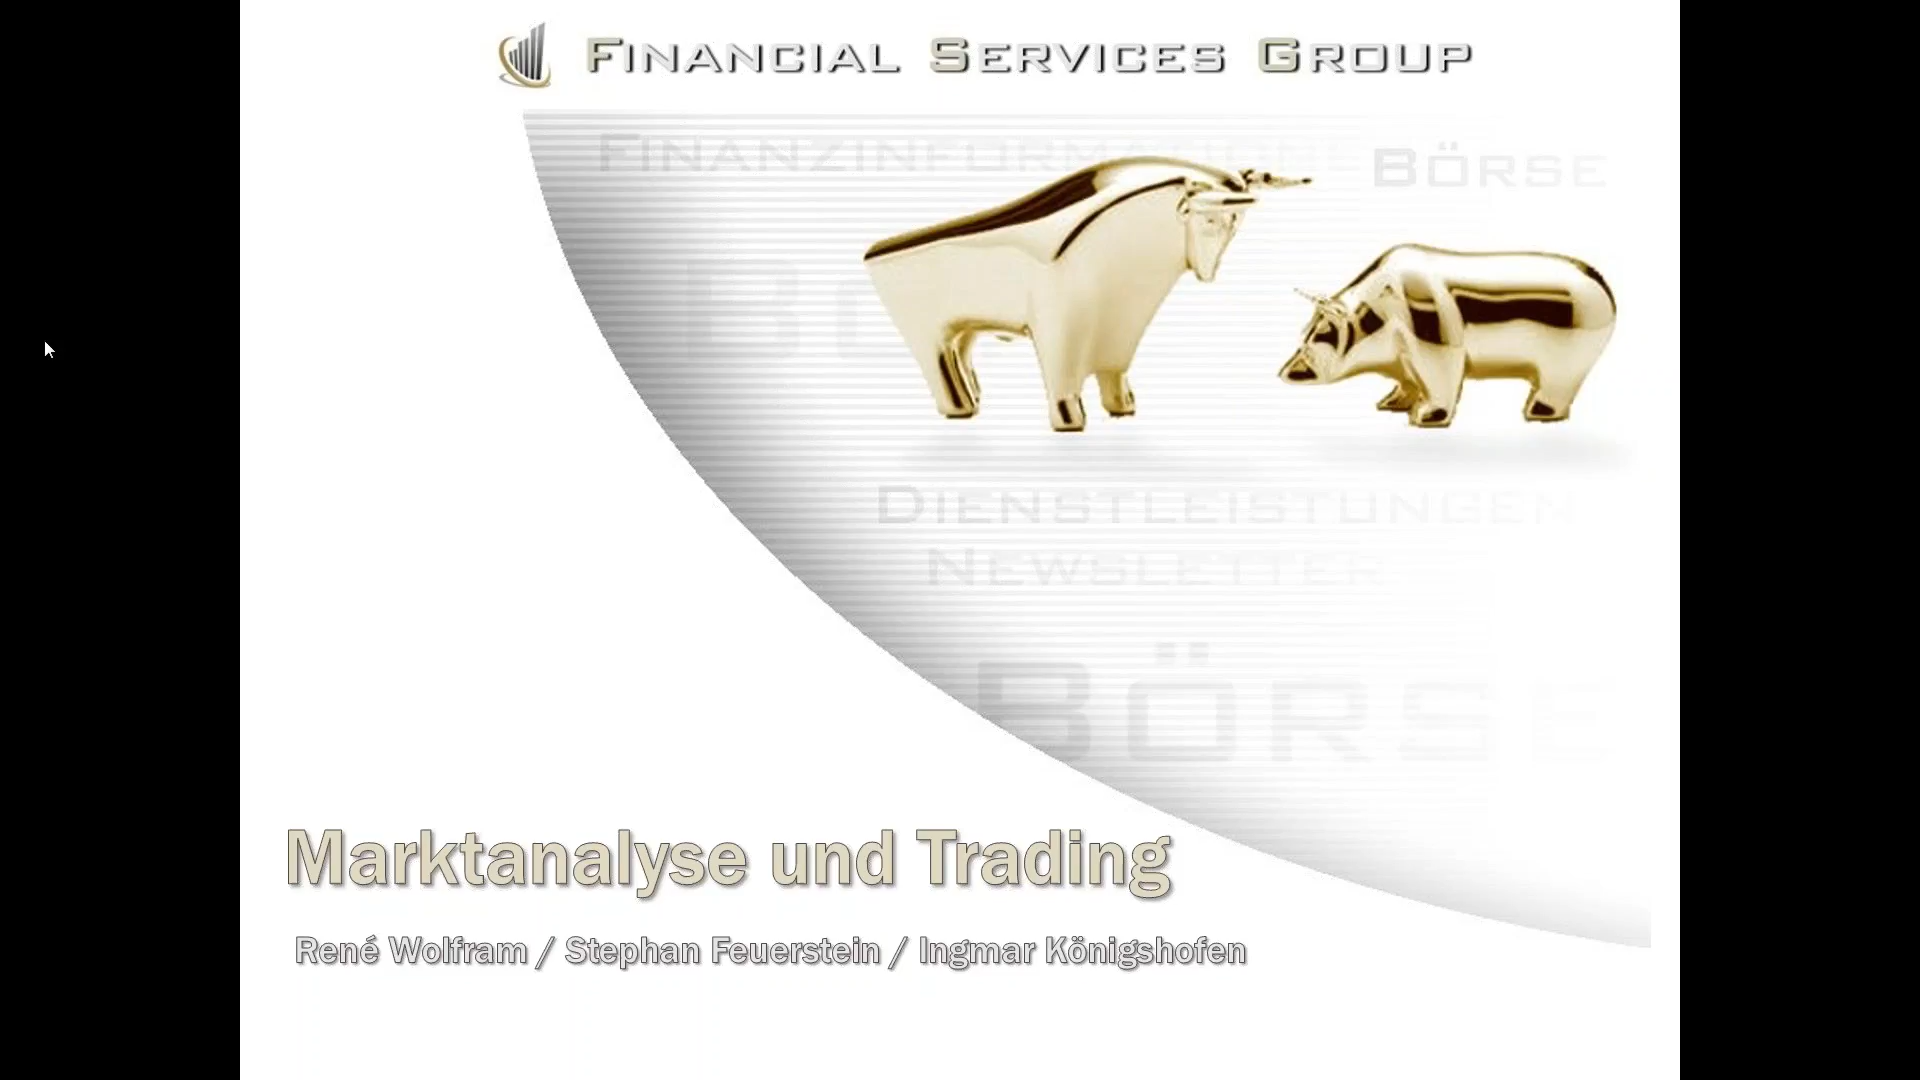 FINANCIAL SERVICES GROUP
BÖRSE
DIENSTLEISTUNGEN
NEWSLETTER
BÖRSE
Marktanalyse und Trading
René Wolfram / Stephan Feuerstein / Ingmar Königshofen